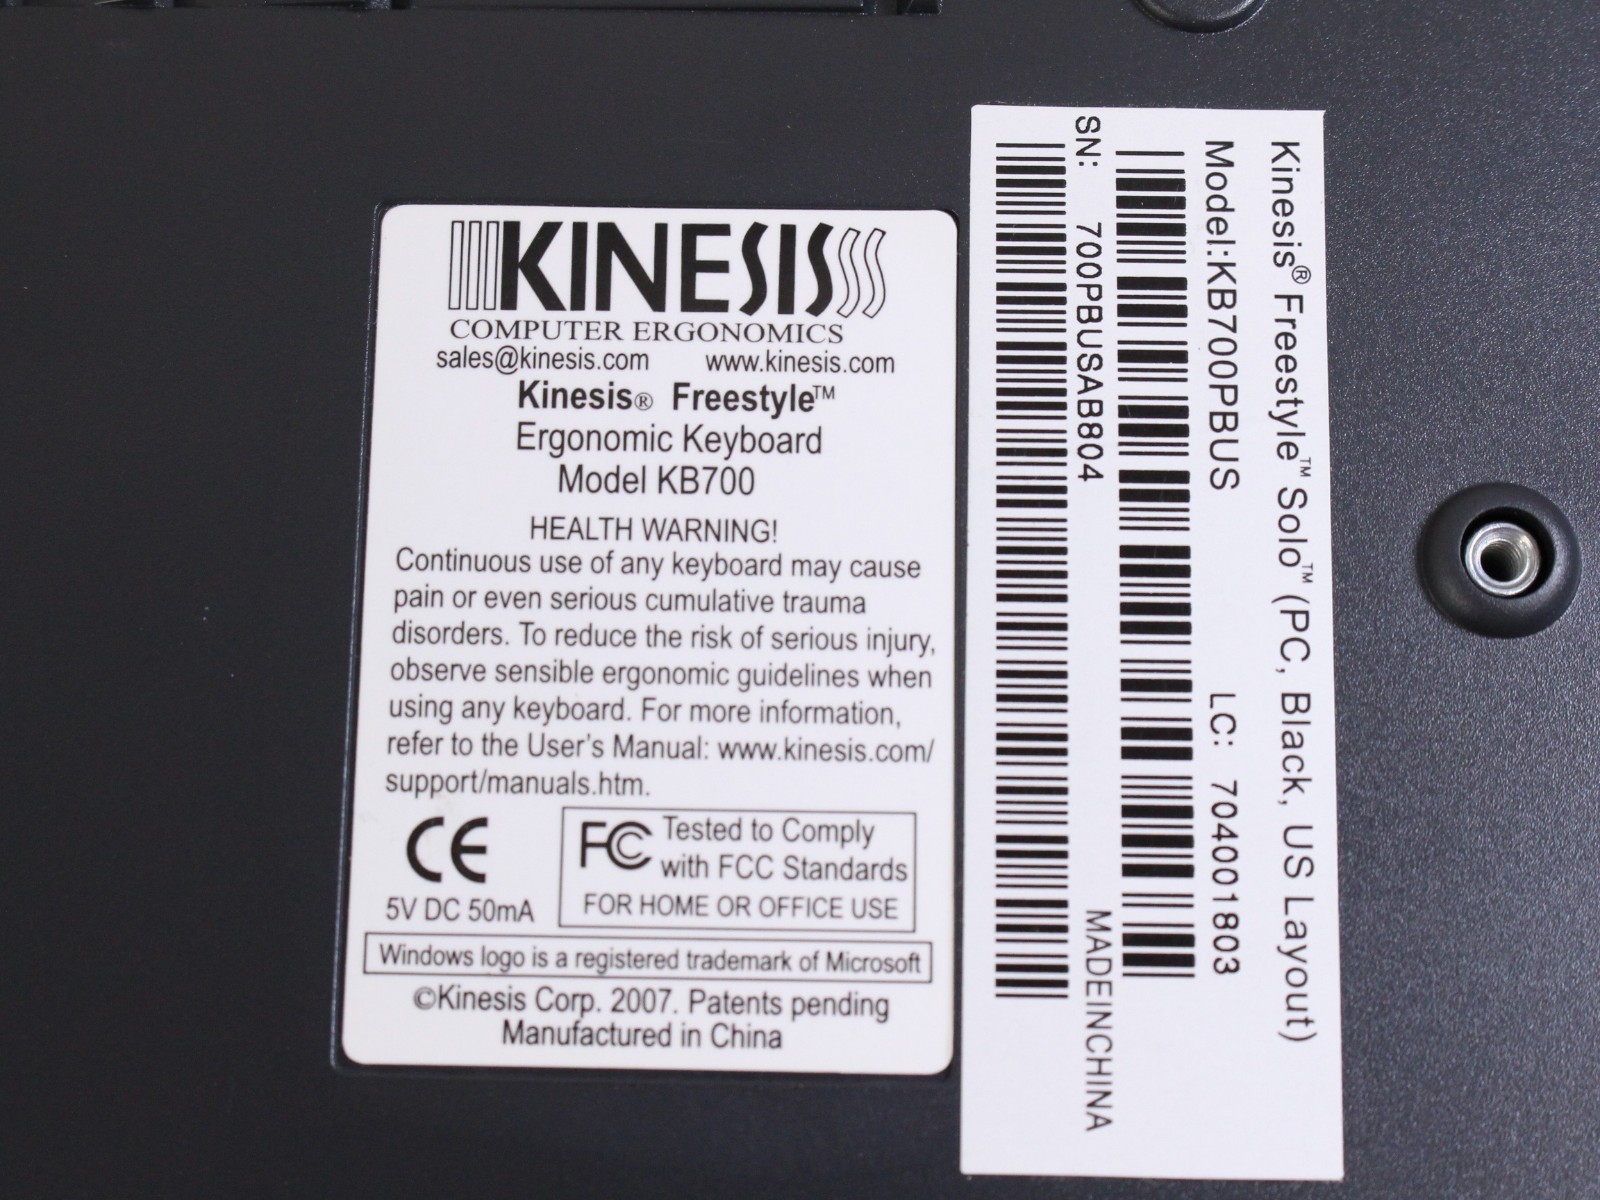 KINESIS
COMPUTER ERGONOMICS
sales@kinesis.com www.kinesis.com
Kinesis® Freestyle™
Ergonomic Keyboard
Model KB700
HEALTH WARNING!
Continuous use of any keyboard may cause
pain or even serious cumulative trauma
disorders. To reduce the risk of serious injury,
observe sensible ergonomic guidelines when
using any keyboard. For more information,
refer to the User's Manual: www.kinesis.com/
support/manuals.htm.
CE
5V DC 50mA
FC Tested to Comply
with FCC Standards
FOR HOME OR OFFICE USE
Windows logo is a registered trademark of Microsoft
©Kinesis Corp. 2007. Patents pending
Manufactured in China
Kinesis® Freestyle™ Solo™ (PC, Black, US Layout)
Model:KB700PBUS LC: 704001803
SN: 700PBUSAB804 MADEINCHINA